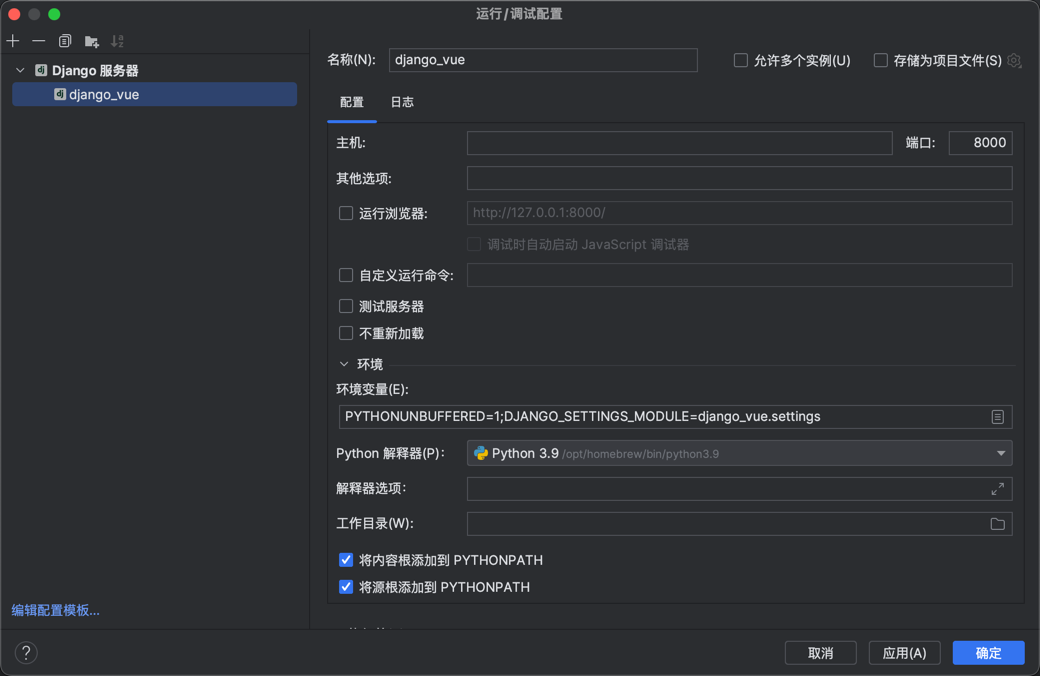 运行/调试配置
Django 服务器
django_vue
编辑配置模板...
名称(N): django_vue 允许多个实例(U) 存储为项目文件(S)
配置 日志
主机: 端口: 8000
其他选项:
运行浏览器: http://127.0.0.1:8000/
调试时自动启动 JavaScript 调试器
自定义运行命令:
测试服务器
不重新加载
环境
环境变量(E):
PYTHONUNBUFFERED=1;DJANGO_SETTINGS_MODULE=django_vue.settings
Python 解释器(P): Python 3.9 /opt/homebrew/bin/python3.9
解释器选项:
工作目录(W):
将内容根添加到 PYTHONPATH
将源根添加到 PYTHONPATH
? 取消 应用(A) 确定